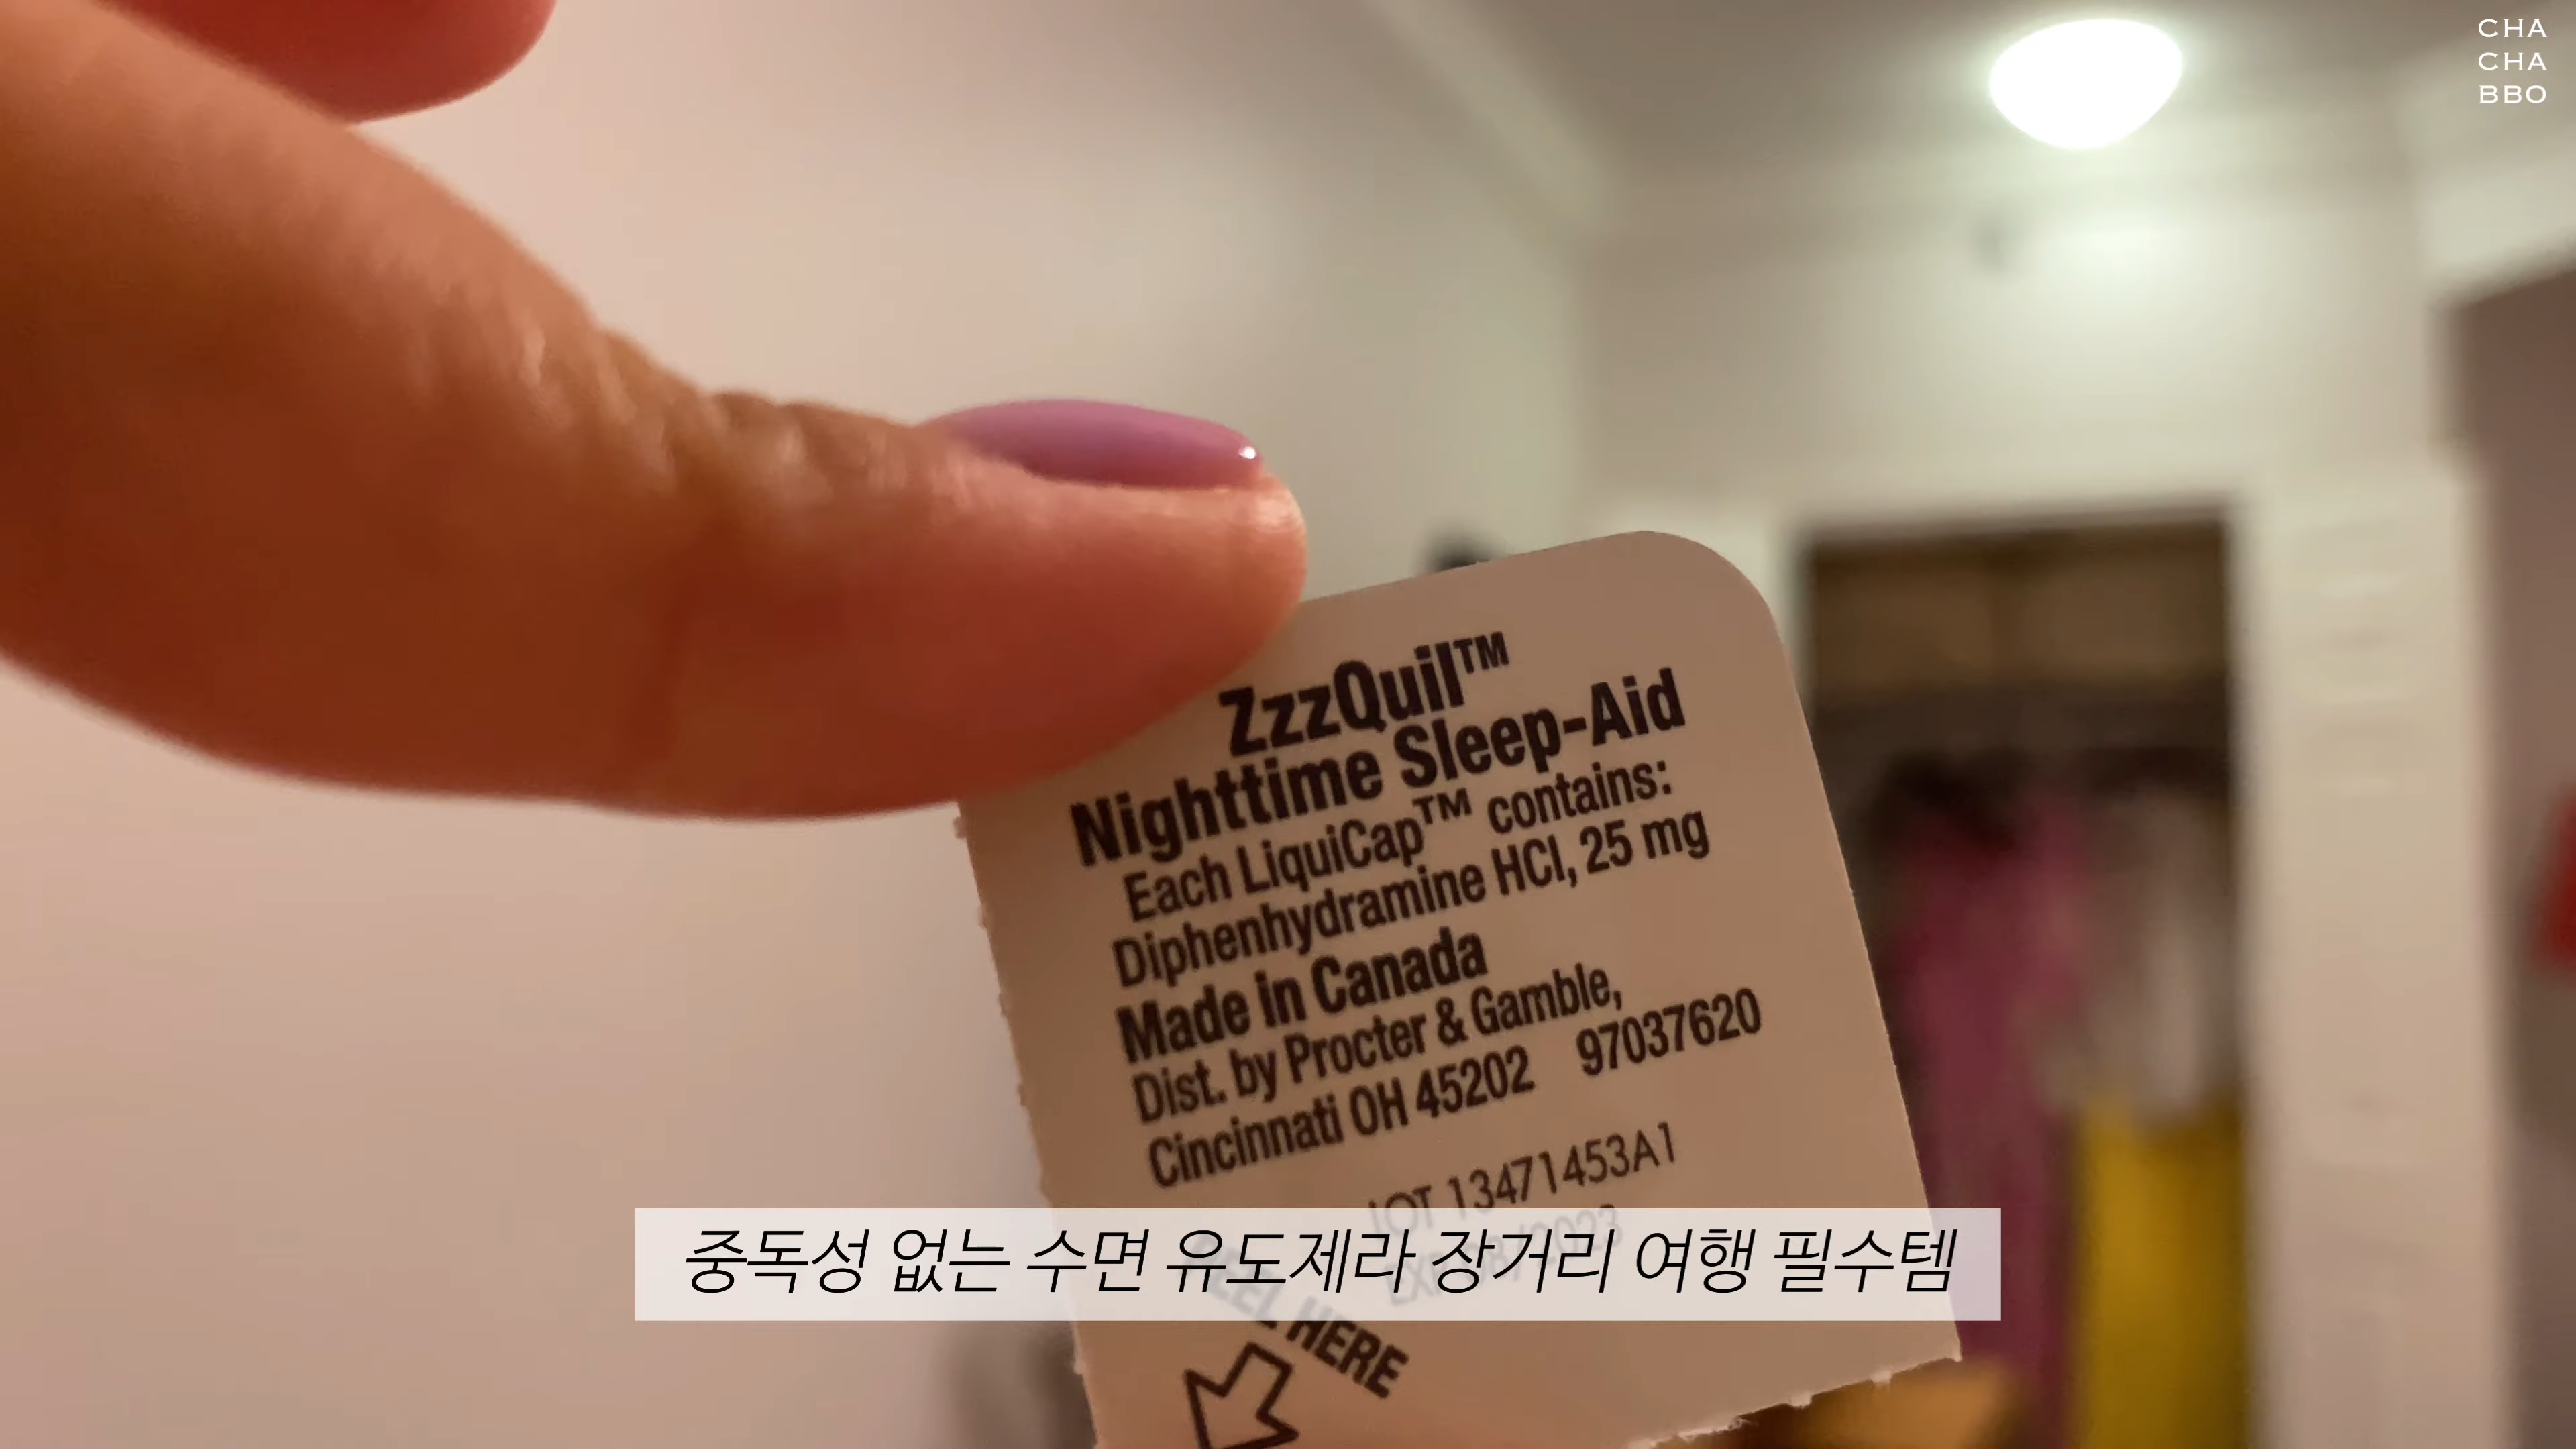 CHA
CHA
BBO
ZzzQuil™
Nighttime Sleep-Aid
Each LiquiCap™ contains:
Diphenhydramine HCl, 25 mg
Made in Canada
Dist. by Procter & Gamble,
Cincinnati OH 45202 97037620
LOT 13471453A1
중독성 없는 수면 유도제라 장거리 여행 필수템
PEEL HERE